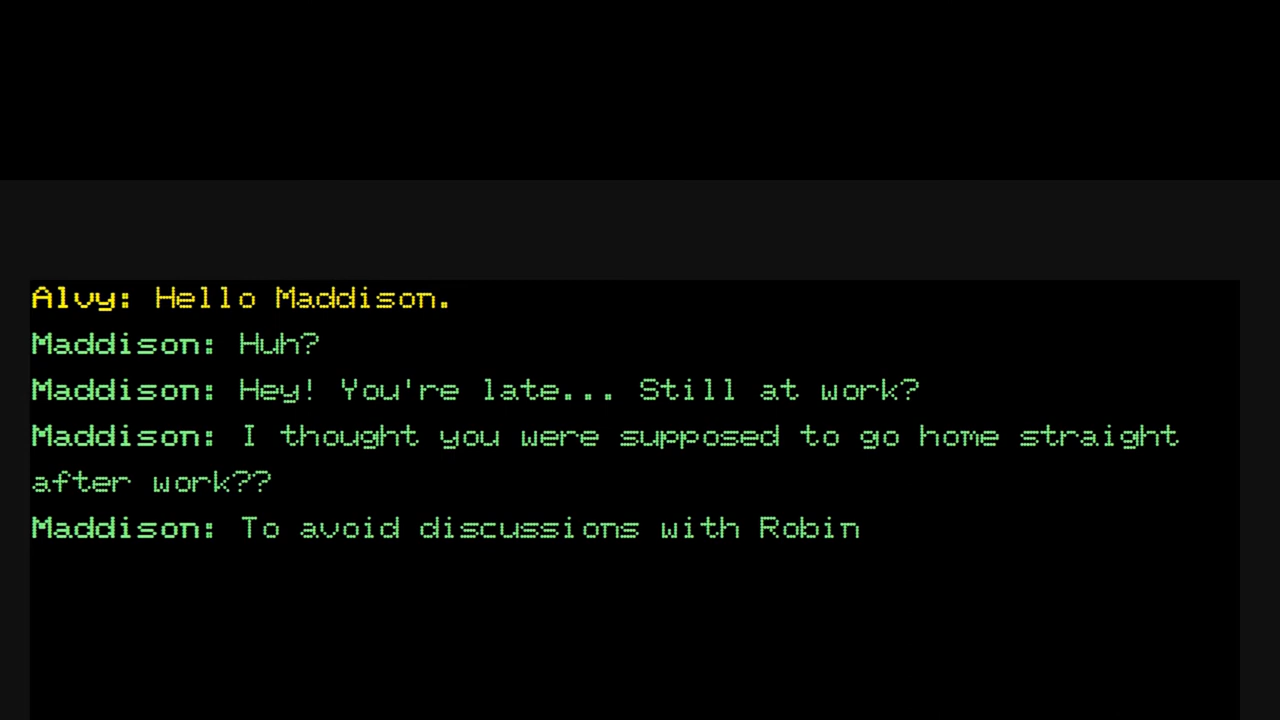 Alvy: Hello Maddison.
Maddison: Huh?
Maddison: Hey! You're late... Still at work?
Maddison: I thought you were supposed to go home straight
after work??
Maddison: To avoid discussions with Robin